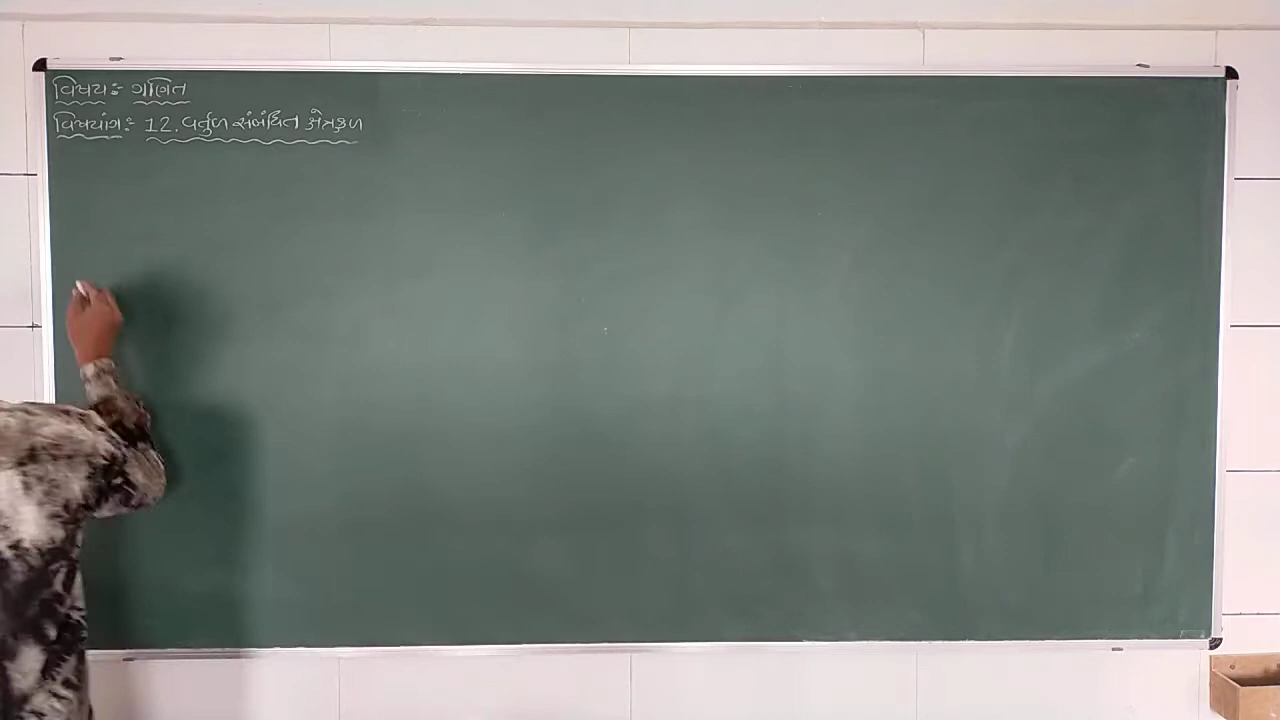 વિષય : ગણિત
વિષયાંગ : 12. વર્તુળ સંબંધિત ક્ષેત્રફળ